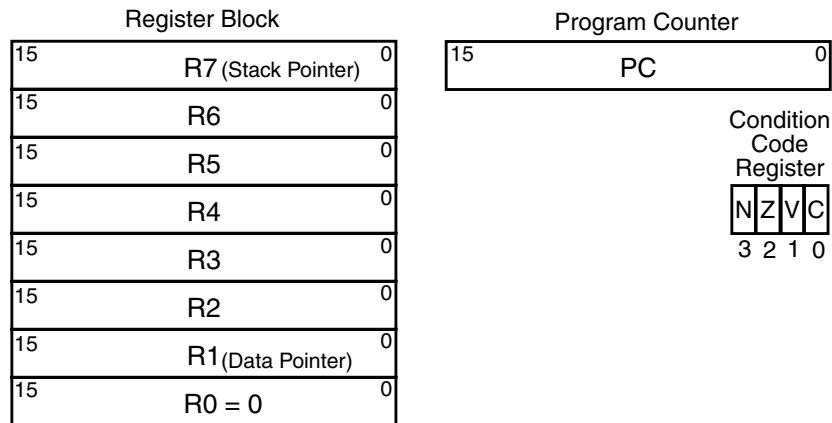 Register Block
15 R7 (Stack Pointer) 0
15 R6 0
15 R5 0
15 R4 0
15 R3 0
15 R2 0
15 R1 (Data Pointer) 0
15 R0 = 0 0
Program Counter
15 PC 0
Condition
Code
Register
N Z V C
3 2 1 0